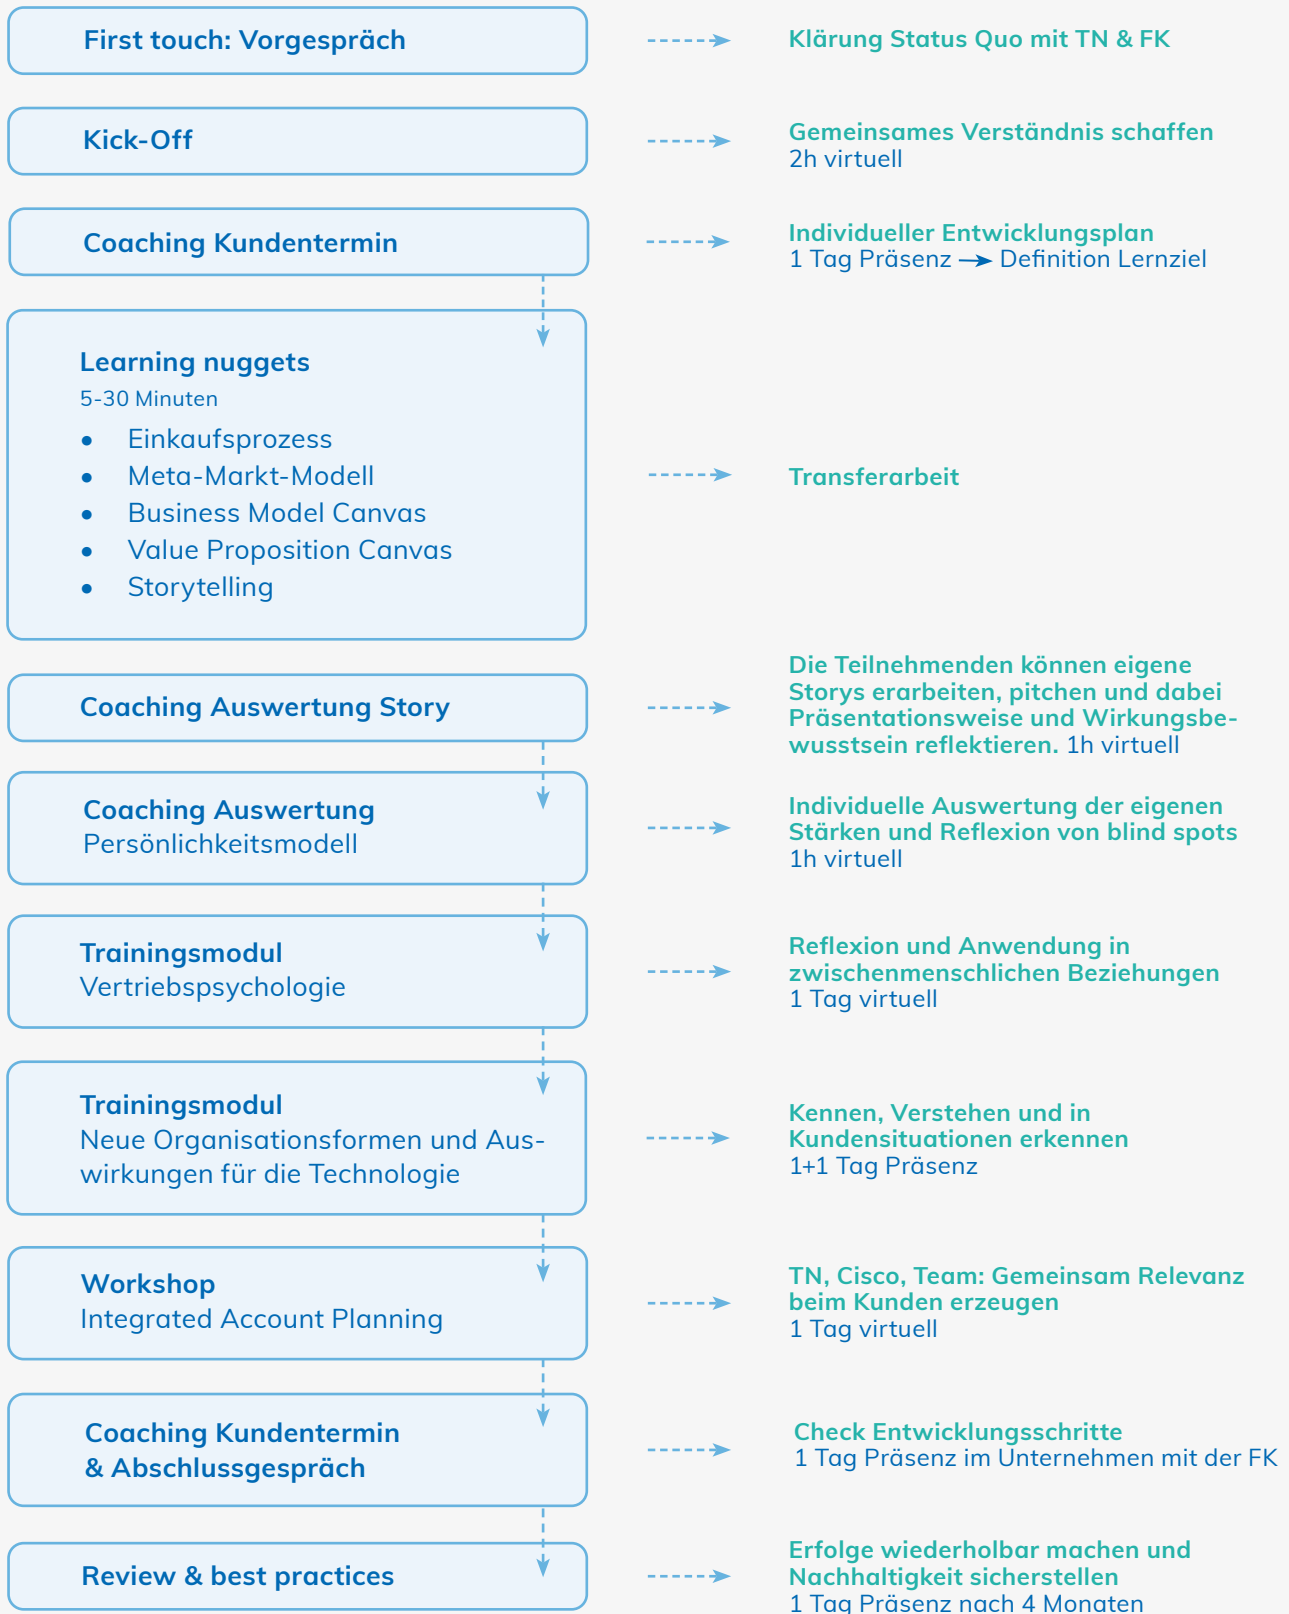 First touch: Vorgespräch
Klärung Status Quo mit TN & FK
Kick-Off
Gemeinsames Verständnis schaffen
2h virtuell
Coaching Kundentermin
Individueller Entwicklungsplan
1 Tag Präsenz → Definition Lernziel
Learning nuggets
5-30 Minuten
• Einkaufsprozess
• Meta-Markt-Modell
• Business Model Canvas
• Value Proposition Canvas
• Storytelling
Transferarbeit
Coaching Auswertung Story
Die Teilnehmenden können eigene
Storys erarbeiten, pitchen und dabei
Präsentationsweise und Wirkungsbe-
wusstsein reflektieren. 1h virtuell
Coaching Auswertung
Persönlichkeitsmodell
Individuelle Auswertung der eigenen
Stärken und Reflexion von blind spots
1h virtuell
Trainingsmodul
Vertriebspsychologie
Reflexion und Anwendung in
zwischenmenschlichen Beziehungen
1 Tag virtuell
Trainingsmodul
Neue Organisationsformen und Aus-
wirkungen für die Technologie
Kennen, Verstehen und in
Kundensituationen erkennen
1+1 Tag Präsenz
Workshop
Integrated Account Planning
TN, Cisco, Team: Gemeinsam Relevanz
beim Kunden erzeugen
1 Tag virtuell
Coaching Kundentermin
& Abschlussgespräch
Check Entwicklungsschritte
1 Tag Präsenz im Unternehmen mit der FK
Review & best practices
Erfolge wiederholbar machen und
Nachhaltigkeit sicherstellen
1 Tag Präsenz nach 4 Monaten